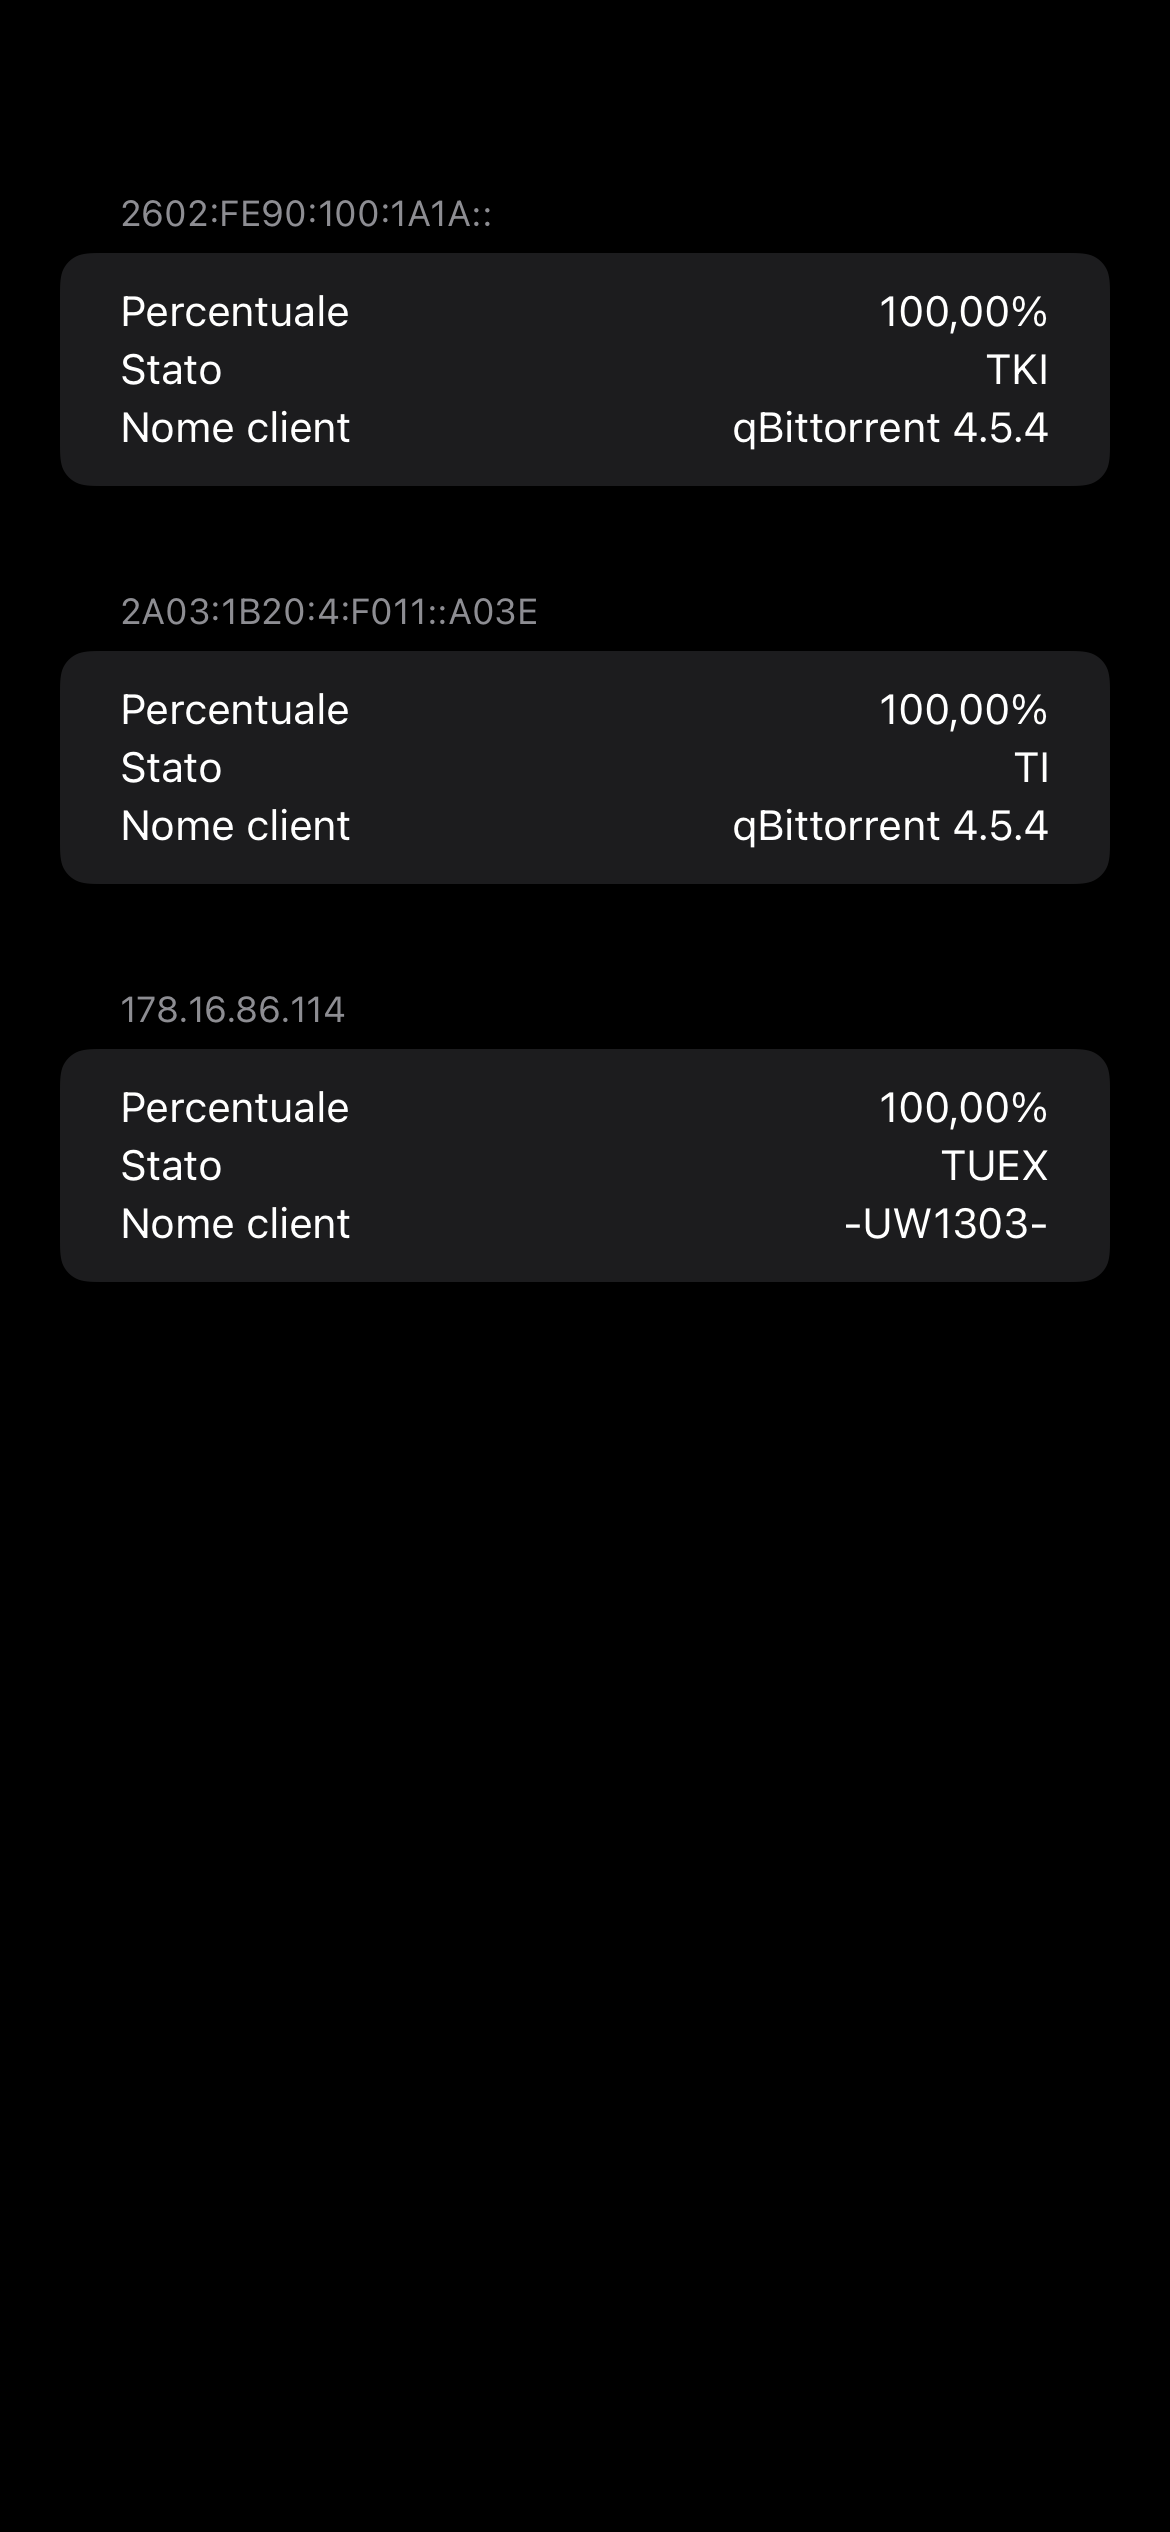 2602:FE90:100:1A1A::
Percentuale 100,00%
Stato TKI
Nome client qBittorrent 4.5.4
2A03:1B20:4:F011::A03E
Percentuale 100,00%
Stato TI
Nome client qBittorrent 4.5.4
178.16.86.114
Percentuale 100,00%
Stato TUEX
Nome client -UW1303-